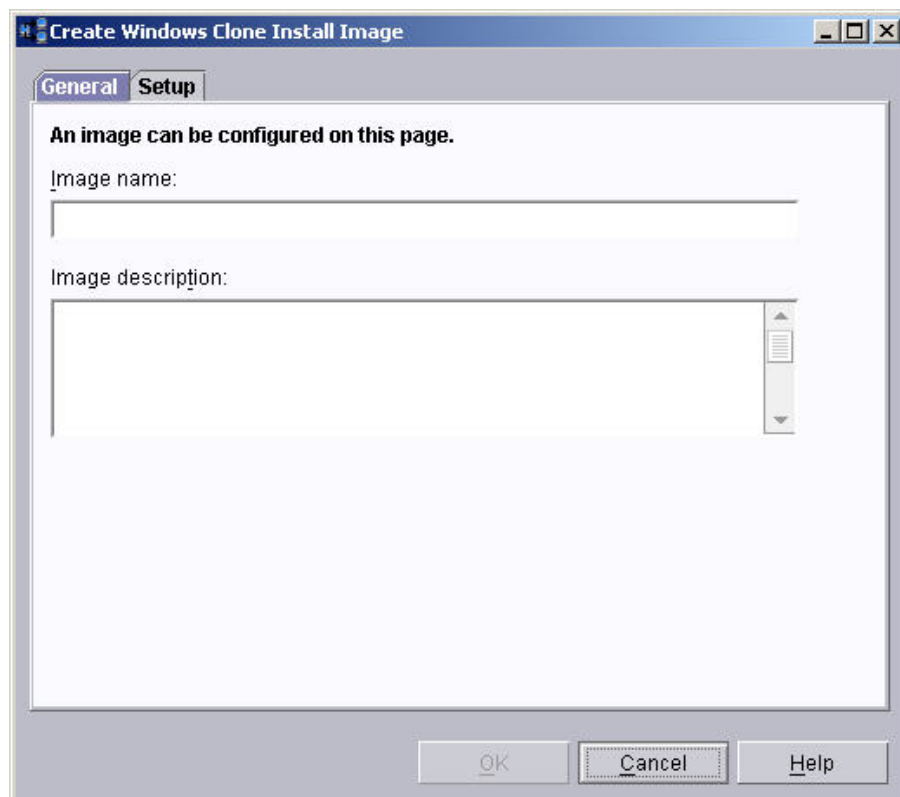 Create Windows Clone Install Image
General Setup
An image can be configured on this page.
Image name:
Image description:
OK Cancel Help